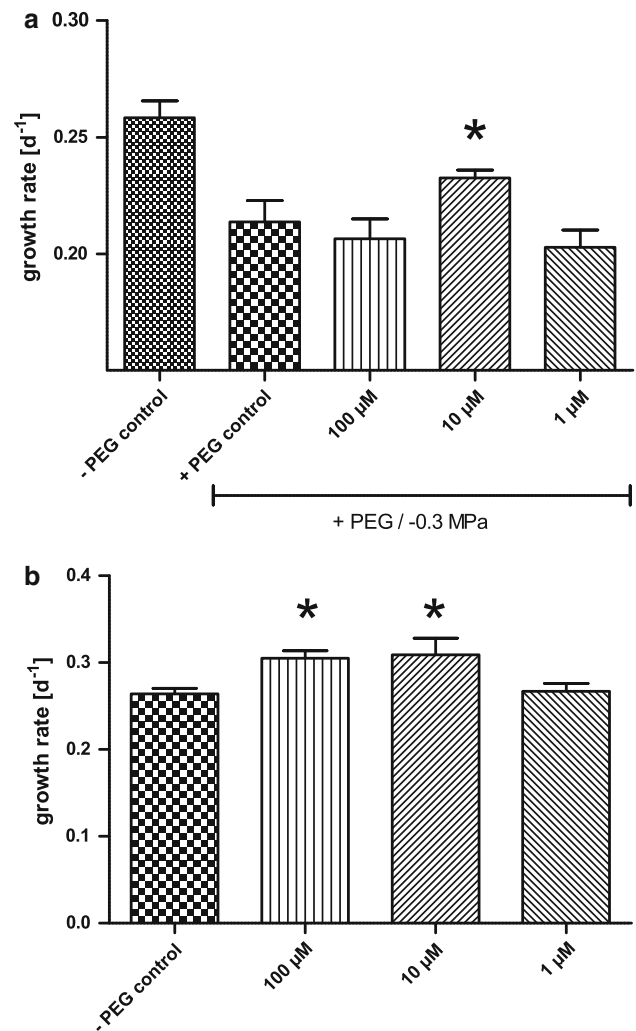 a
growth rate [d-1]
0.30
0.25
0.20
*
- PEG control
+ PEG control
100 µM
10 µM
1 µM
+ PEG / -0.3 MPa
b
growth rate [d-1]
0.4
0.3
0.2
0.1
0.0
* *
- PEG control
100 µM
10 µM
1 µM